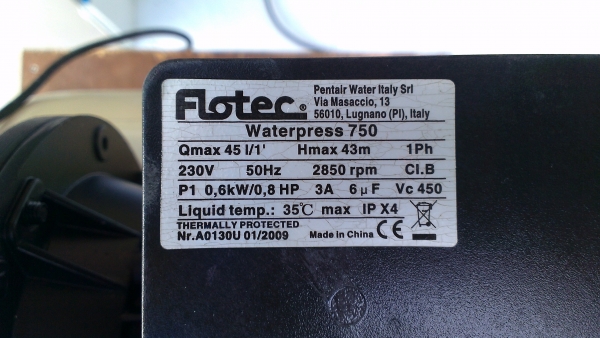 Flotec®
Pentair Water Italy Srl
Via Masaccio, 13
56010, Lugnano (PI), Italy
Waterpress 750
Qmax 45 l/1' Hmax 43m 1Ph
230V 50Hz 2850 rpm Cl.B
P1 0,6kW/0,8 HP 3A 6μF Vc 450
Liquid temp.: 35℃ max IP X4
THERMALLY PROTECTED
Nr.A0130U 01/2009 Made in China CE